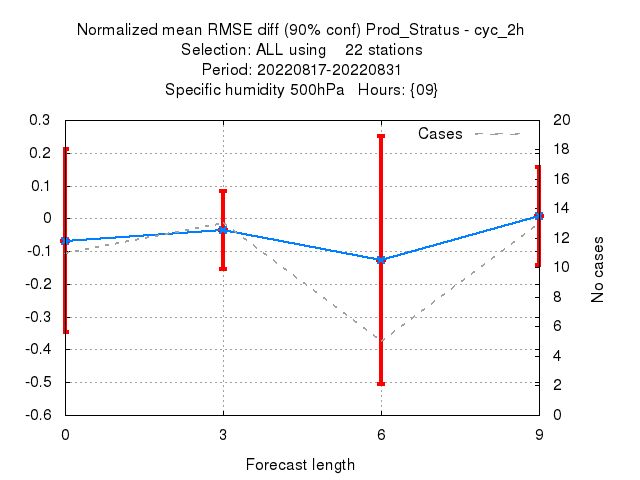 Normalized mean RMSE diff (90% conf) Prod_Stratus - cyc_2h
Selection: ALL using    22 stations
Period: 20220817-20220831
Specific humidity 500hPa   Hours: {09}
0.3
0.2
0.1
0
-0.1
-0.2
-0.3
-0.4
-0.5
-0.6
Cases
20
18
16
14
12
10
8
6
4
2
0
No cases
0 3 6 9
Forecast length